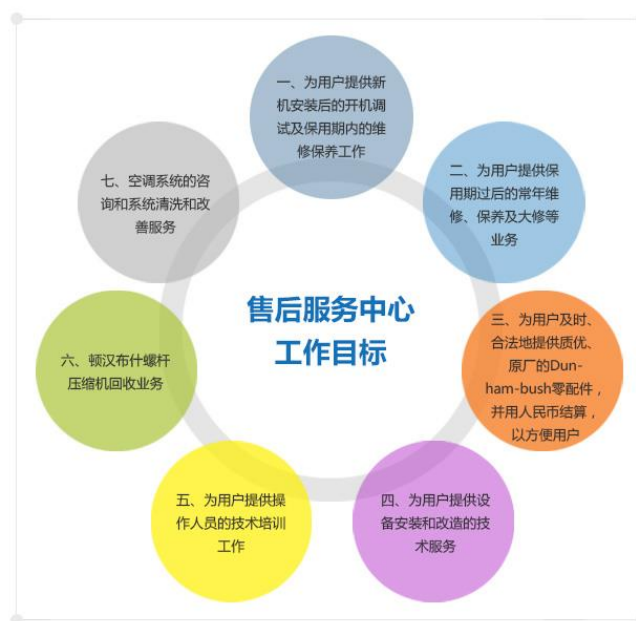 一、为用户提供新
机安装后的开机调
试及保用期内的维
修保养工作
二、为用户提供保
用期过后的常年维
修、保养及大修等
业务
三、为用户及时、
合法地提供质优、
原厂的Dun-
ham-bush零配件，
并用人民币结算，
以方便用户
四、为用户提供设
备安装和改造的技
术服务
五、为用户提供操
作人员的技术培训
工作
六、顿汉布什螺杆
压缩机回收业务
七、空调系统的咨
询和系统清洗和改
善服务
售后服务中心
工作目标